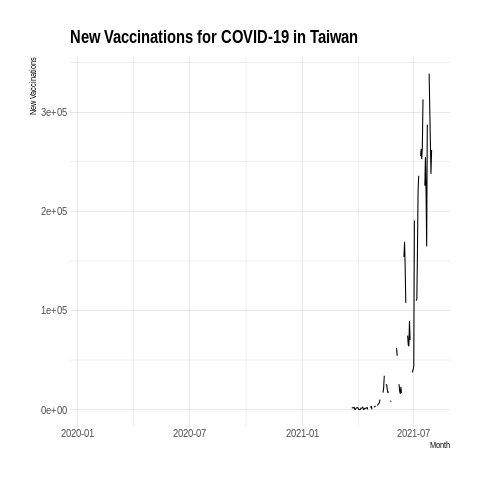 New Vaccinations for COVID-19 in Taiwan
New Vaccinations
3e+05
2e+05
1e+05
0e+00
2020-01 2020-07 2021-01 2021-07
Month